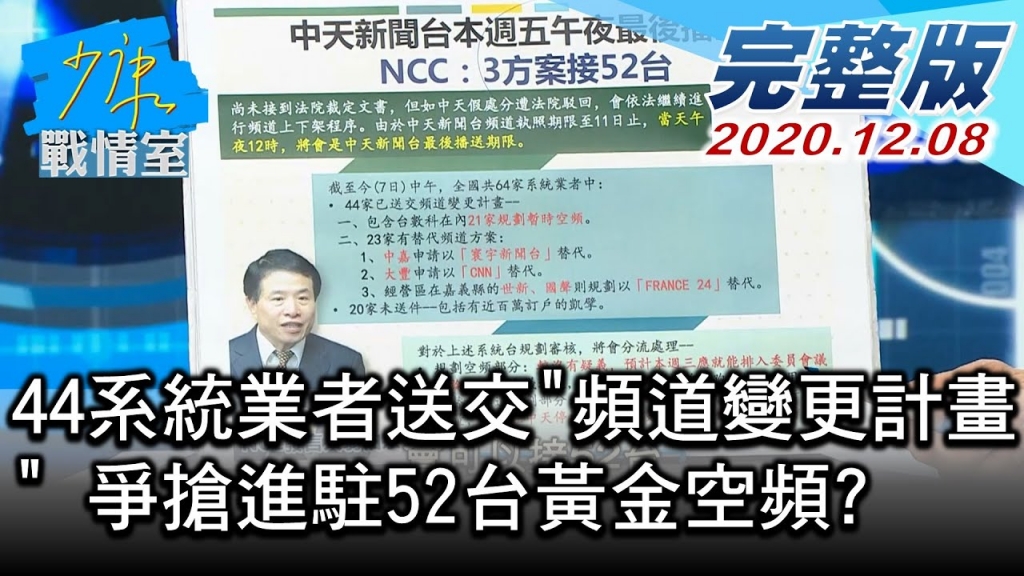 少康
戰情室
完整版
2020.12.08
中天新聞台本週五午夜最後播
NCC：3方案接52台
尚未接到法院裁定文書，但如中天假處分遭法院駁回，會依法繼續進
行頻道上下架程序。由於中天新聞台頻道執照期限至11日止，當天午
夜12時，將會是中天新聞台最後播送期限。
截至今(7日)中午，全國共64家系統業者中：
• 44家已送交頻道變更計畫——
一、包含台數科在內21家規劃暫時空頻。
二、23家有替代頻道方案：
1、中嘉申請以「寰宇新聞台」替代。
2、大豐申請以「CNN」替代。
3、經營區在嘉義縣的世新、國聲則規劃以「FRANCE 24」替代。
• 20家未送件——包括有近百萬訂戶的凱擘。
對於上述系統台規劃審核，將會分流處理——
• 規劃空頻部分：若沒有疑義，預計本週三應就能排入委員會議
44系統業者送交"頻道變更計畫
" 爭搶進駐52台黃金空頻?
004